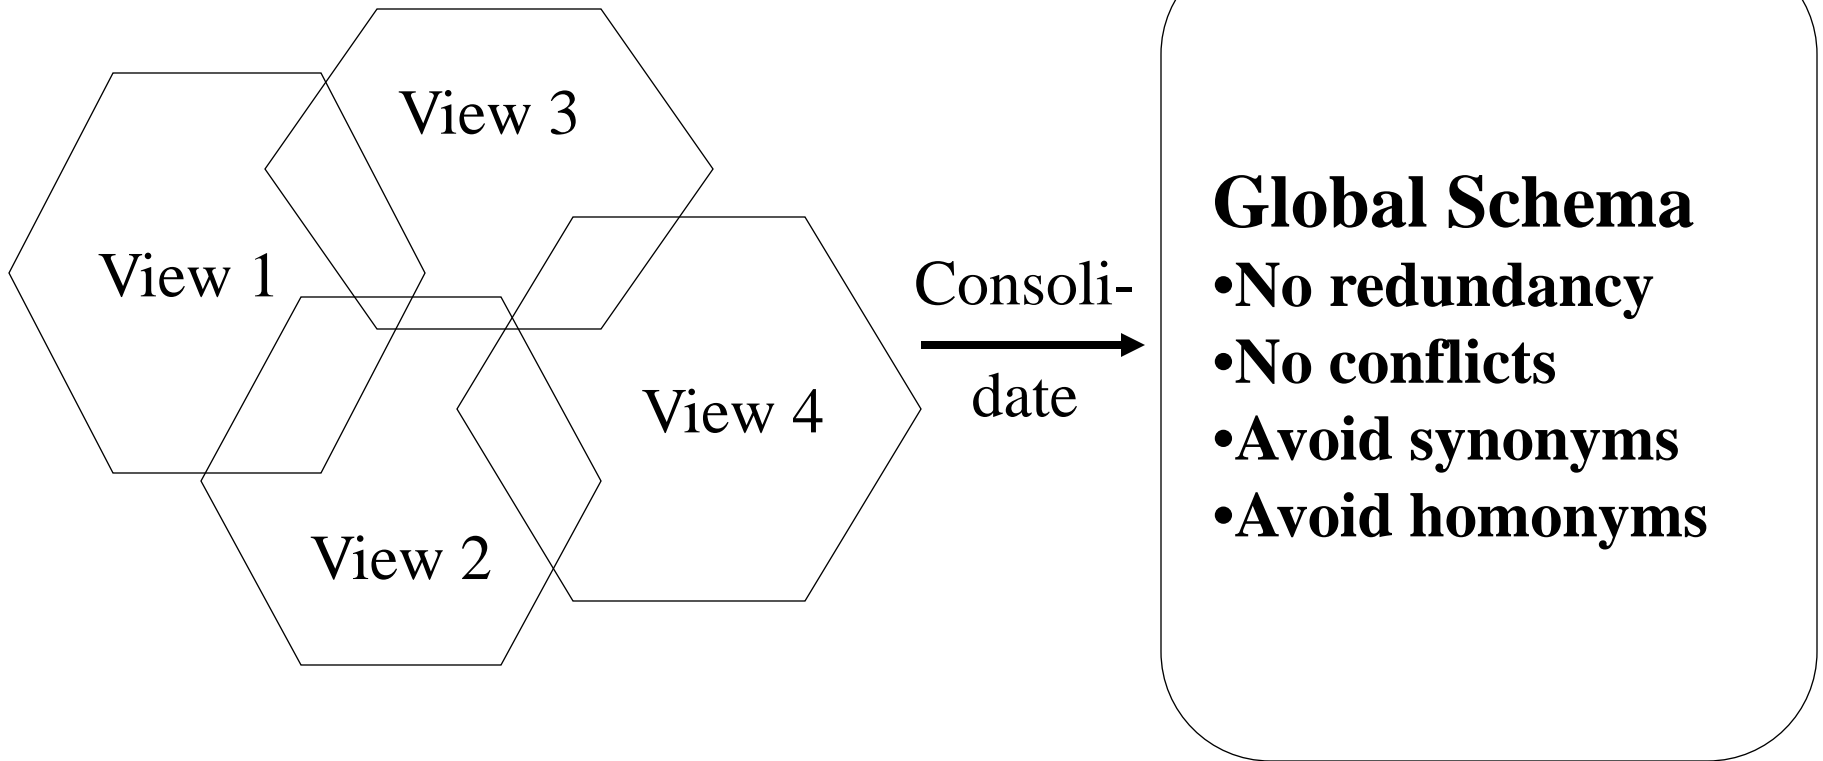 View 3
View 1
View 4
View 2
Consoli-
date
Global Schema
•No redundancy
•No conflicts
•Avoid synonyms
•Avoid homonyms